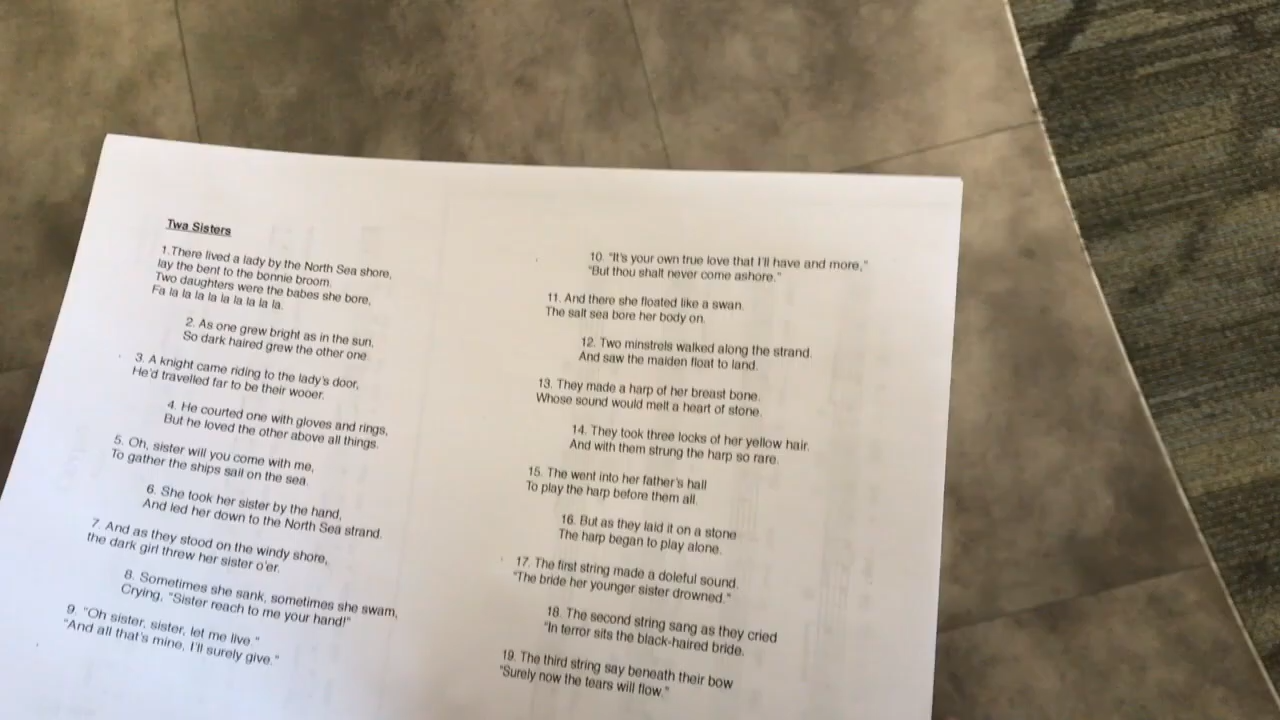 Twa Sisters
1.There lived a lady by the North Sea shore,
lay the bent to the bonnie broom.
Two daughters were the babes she bore,
Fa la la la la la la la la la.
2. As one grew bright as in the sun,
So dark haired grew the other one
3. A knight came riding to the lady's door,
He'd travelled far to be their wooer.
4. He courted one with gloves and rings,
But he loved the other above all things.
5. Oh, sister will you come with me,
To gather the ships sail on the sea.
6. She took her sister by the hand,
And led her down to the North Sea strand.
7. And as they stood on the windy shore,
the dark girl threw her sister o'er.
8. Sometimes she sank, sometimes she swam,
Crying, "Sister reach to me your hand!"
9. "Oh sister, sister, let me live."
"And all that's mine, I'll surely give."
10. "It's your own true love that I'll have and more,"
"But thou shalt never come ashore."
11. And there she floated like a swan.
The salt sea bore her body on.
12. Two minstrels walked along the strand.
And saw the maiden float to land.
13. They made a harp of her breast bone.
Whose sound would melt a heart of stone.
14. They took three locks of her yellow hair.
And with them strung the harp so rare.
15. The went into her father's hall
To play the harp before them all.
16. But as they laid it on a stone
The harp began to play alone.
17. The first string made a doleful sound.
"The bride her younger sister drowned."
18. The second string sang as they cried
"In terror sits the black-haired bride.
19. The third string say beneath their bow
"Surely now the tears will flow."